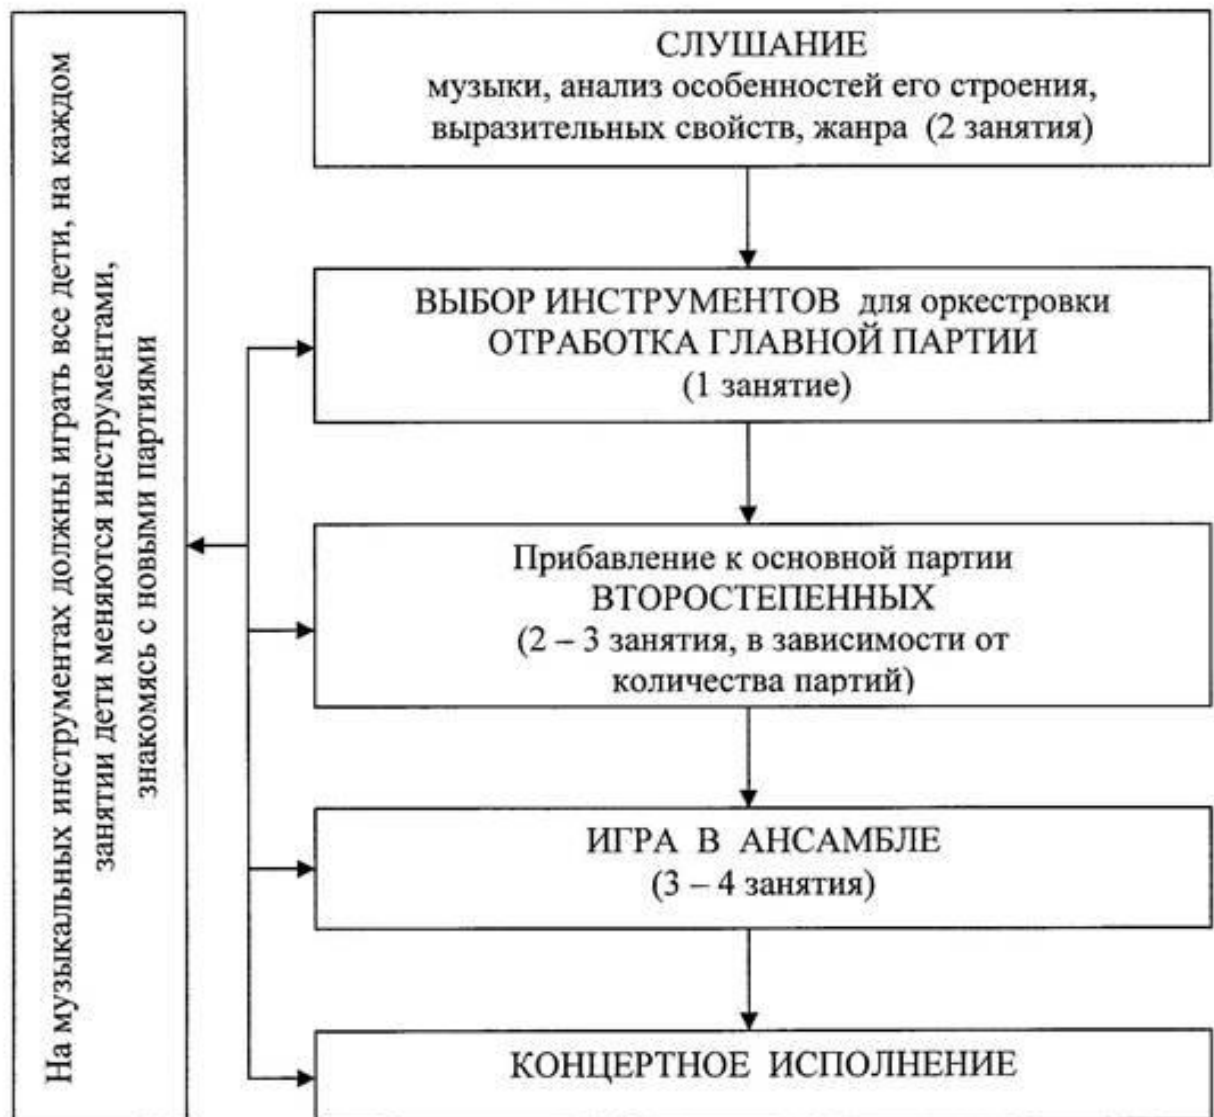 На музыкальных инструментах должны играть все дети, на каждом
занятии дети меняются инструментами,
знакомясь с новыми партиями
СЛУШАНИЕ
музыки, анализ особенностей его строения,
выразительных свойств, жанра (2 занятия)
ВЫБОР ИНСТРУМЕНТОВ для оркестровки
ОТРАБОТКА ГЛАВНОЙ ПАРТИИ
(1 занятие)
Прибавление к основной партии
ВТОРОСТЕПЕННЫХ
(2 – 3 занятия, в зависимости от
количества партий)
ИГРА В АНСАМБЛЕ
(3 – 4 занятия)
КОНЦЕРТНОЕ ИСПОЛНЕНИЕ